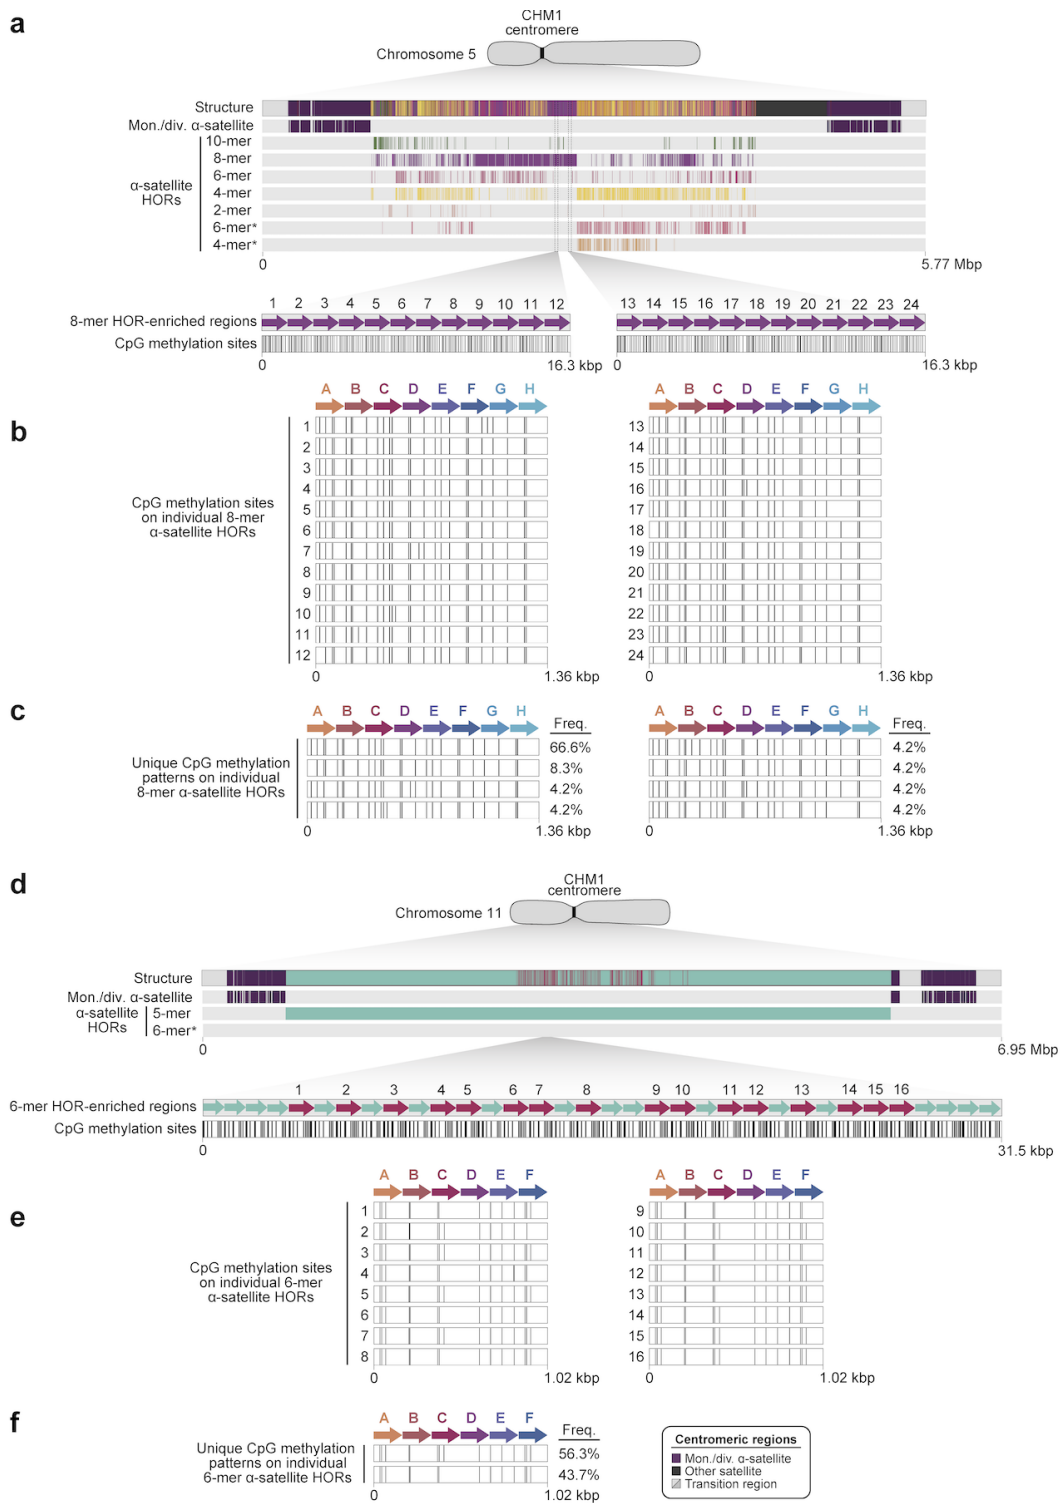 a
CHM1
centromere
Chromosome 5
Structure
Mon./div. α-satellite
10-mer
8-mer
6-mer
4-mer
2-mer
6-mer*
4-mer*
α-satellite
HORs
0 5.77 Mbp
1 2 3 4 5 6 7 8 9 10 11 12 13 14 15 16 17 18 19 20 21 22 23 24
8-mer HOR-enriched regions
CpG methylation sites
0 16.3 kbp 0 16.3 kbp
A B C D E F G H A B C D E F G H
b
1 13
2 14
3 15
4 16
5 17
6 18
7 19
8 20
9 21
10 22
11 23
12 24
CpG methylation sites
on individual 8-mer
α-satellite HORs
0 1.36 kbp 0 1.36 kbp
c
A B C D E F G H Freq. A B C D E F G H Freq.
Unique CpG methylation
patterns on individual
8-mer α-satellite HORs
66.6% 4.2%
8.3% 4.2%
4.2% 4.2%
4.2% 4.2%
0 1.36 kbp 0 1.36 kbp
d
CHM1
centromere
Chromosome 11
Structure
Mon./div. α-satellite
α-satellite
HORs
5-mer
6-mer*
0 6.95 Mbp
1 2 3 4 5 6 7 8 9 10 11 12 13 14 15 16
6-mer HOR-enriched regions
CpG methylation sites
0 31.5 kbp
A B C D E F A B C D E F
e
1 9
2 10
3 11
4 12
5 13
6 14
7 15
8 16
CpG methylation sites
on individual 6-mer
α-satellite HORs
0 1.02 kbp 0 1.02 kbp
f
A B C D E F Freq.
Unique CpG methylation
patterns on individual
6-mer α-satellite HORs
56.3%
43.7%
0 1.02 kbp
Centromeric regions
Mon./div. α-satellite
Other satellite
Transition region